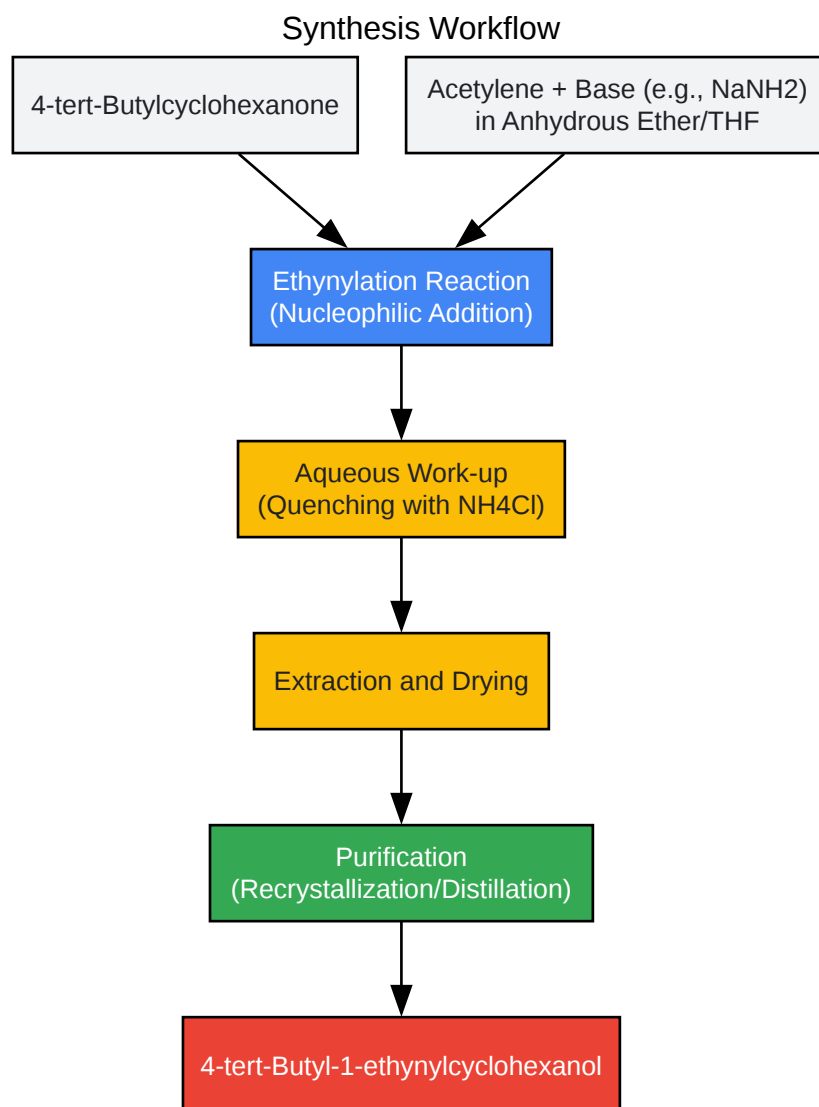 Synthesis Workflow
4-tert-Butylcyclohexanone
Acetylene + Base (e.g., NaNH2)
in Anhydrous Ether/THF
Ethynylation Reaction
(Nucleophilic Addition)
Aqueous Work-up
(Quenching with NH4Cl)
Extraction and Drying
Purification
(Recrystallization/Distillation)
4-tert-Butyl-1-ethynylcyclohexanol